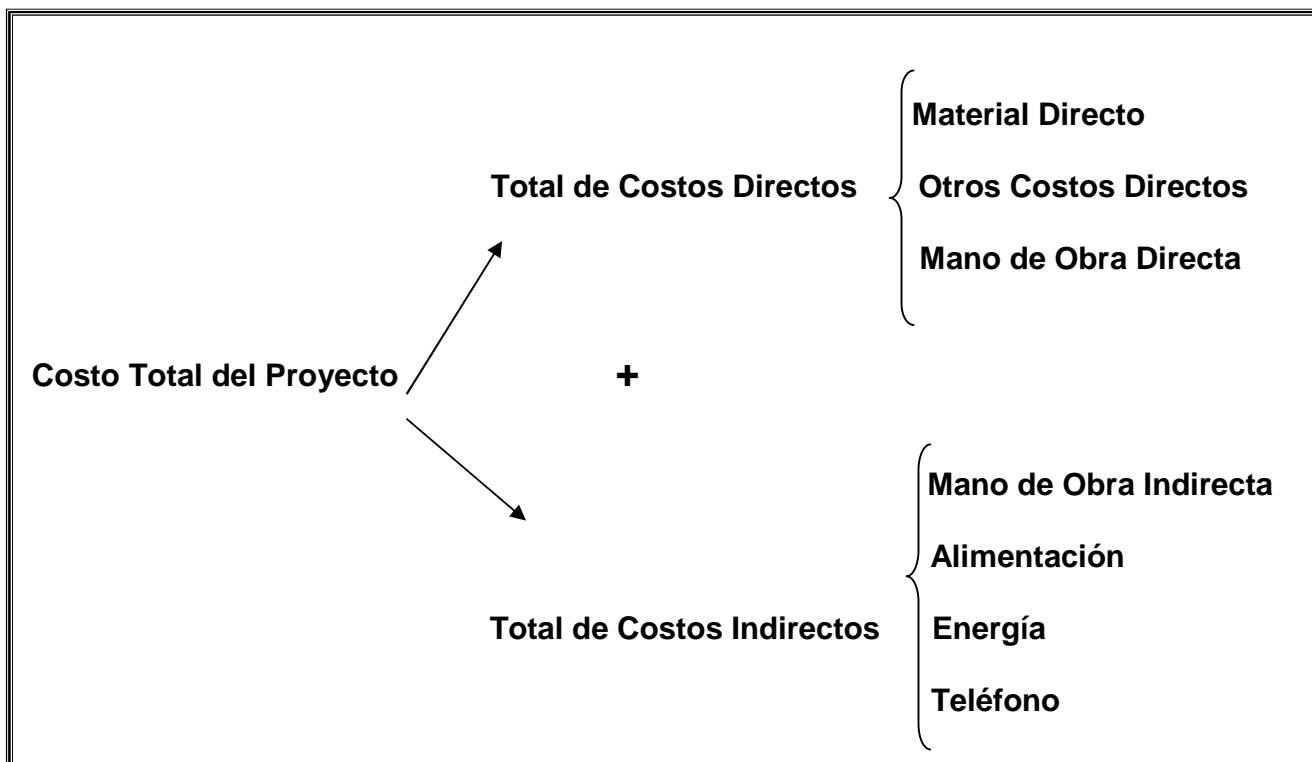 Material Directo
Total de Costos Directos
Otros Costos Directos
Mano de Obra Directa
Costo Total del Proyecto
+
Mano de Obra Indirecta
Alimentación
Total de Costos Indirectos
Energía
Teléfono